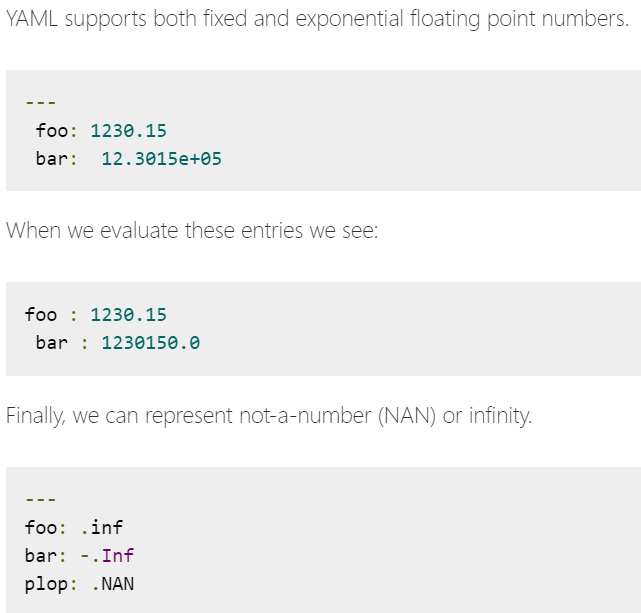 YAML supports both fixed and exponential floating point numbers.
---
 foo: 1230.15
 bar:  12.3015e+05
When we evaluate these entries we see:
foo : 1230.15
 bar : 1230150.0
Finally, we can represent not-a-number (NAN) or infinity.
---
foo: .inf
bar: -.Inf
plop: .NAN